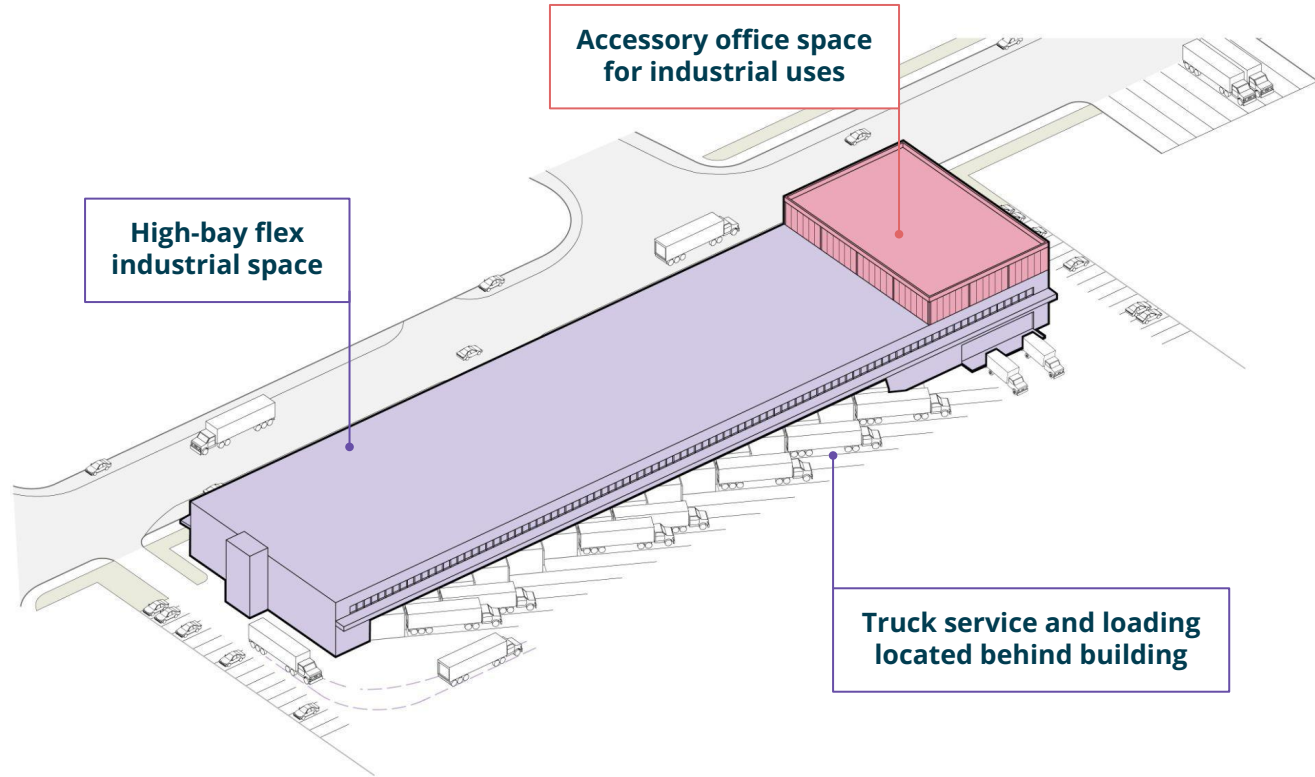 Accessory office space
for industrial uses
High-bay flex
industrial space
Truck service and loading
located behind building